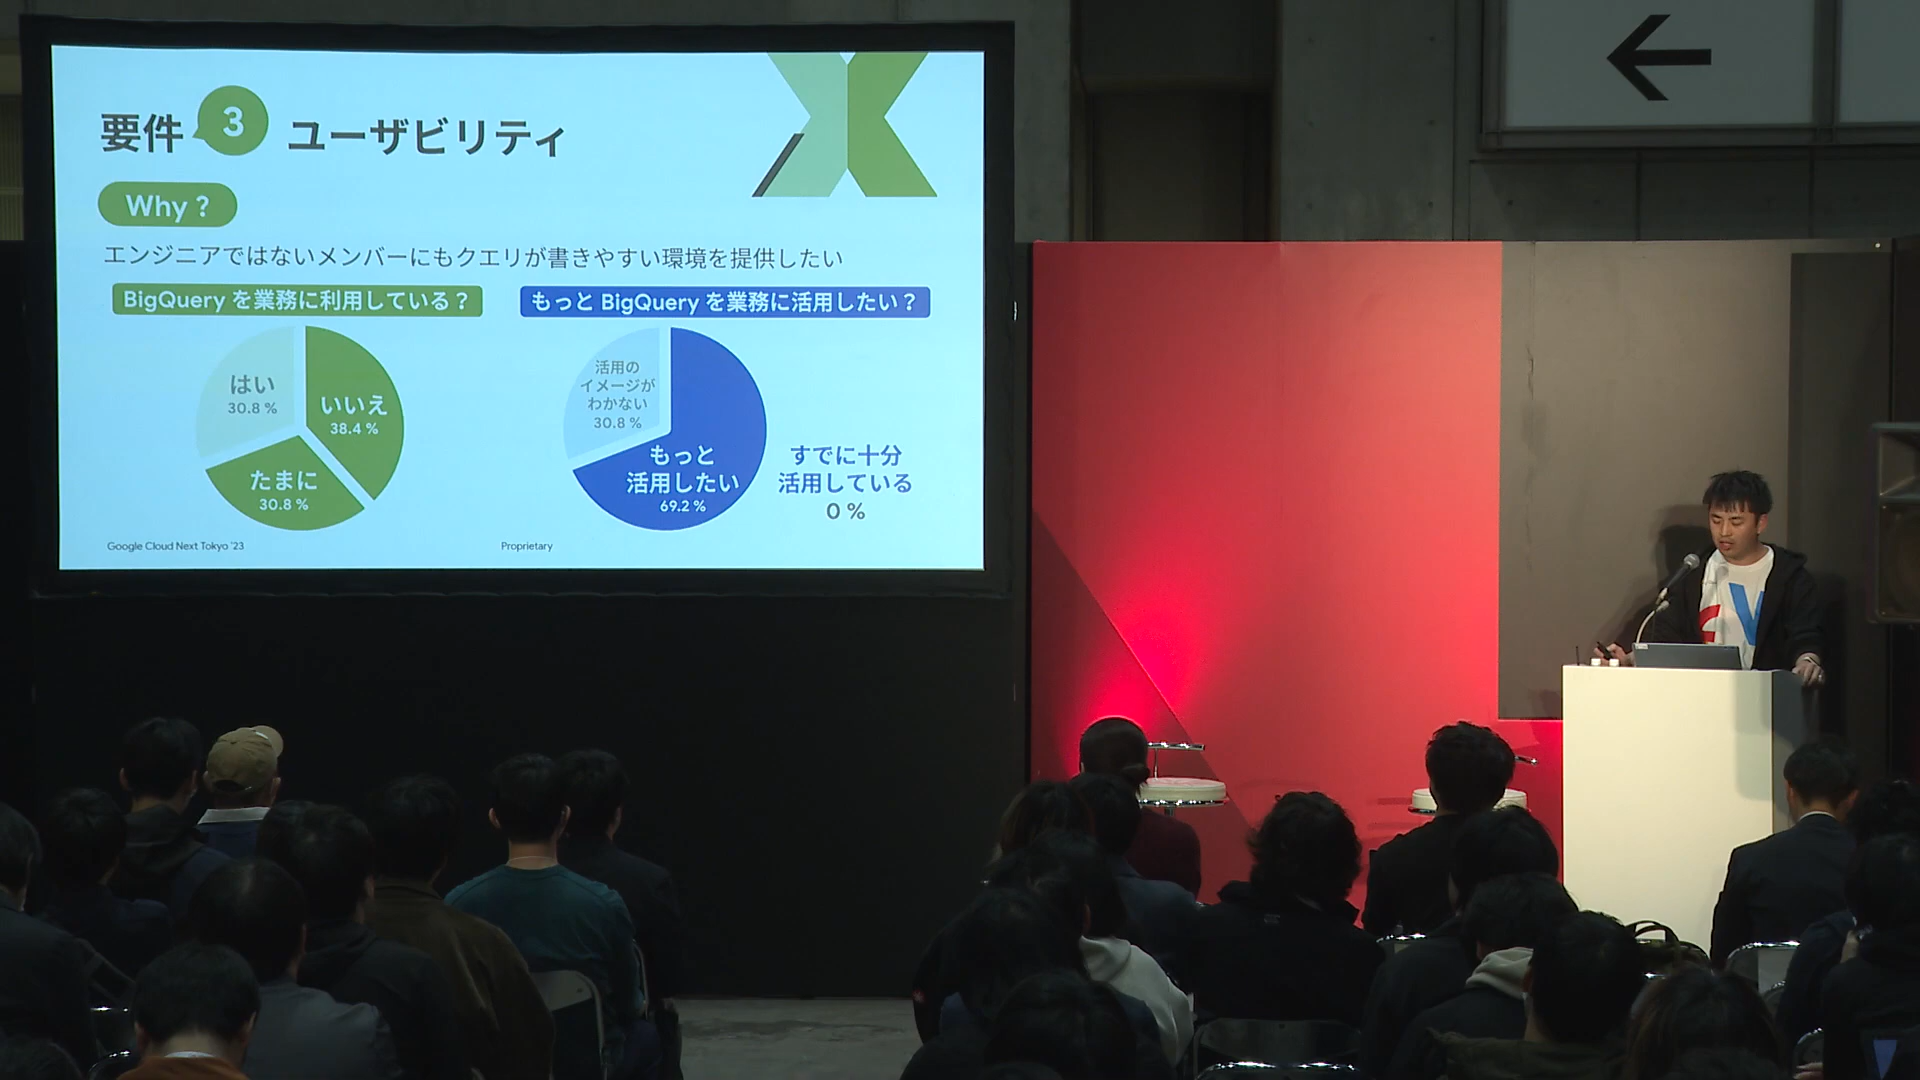 要件 3 ユーザビリティ
Why ?
エンジニアではないメンバーにもクエリが書きやすい環境を提供したい
BigQuery を業務に利用している？
はい
30.8 %
いいえ
38.4 %
たまに
30.8 %
もっと BigQuery を業務に活用したい？
活用の
イメージが
わかない
30.8 %
もっと
活用したい
69.2 %
すでに十分
活用している
0 %
Google Cloud Next Tokyo '23
Proprietary